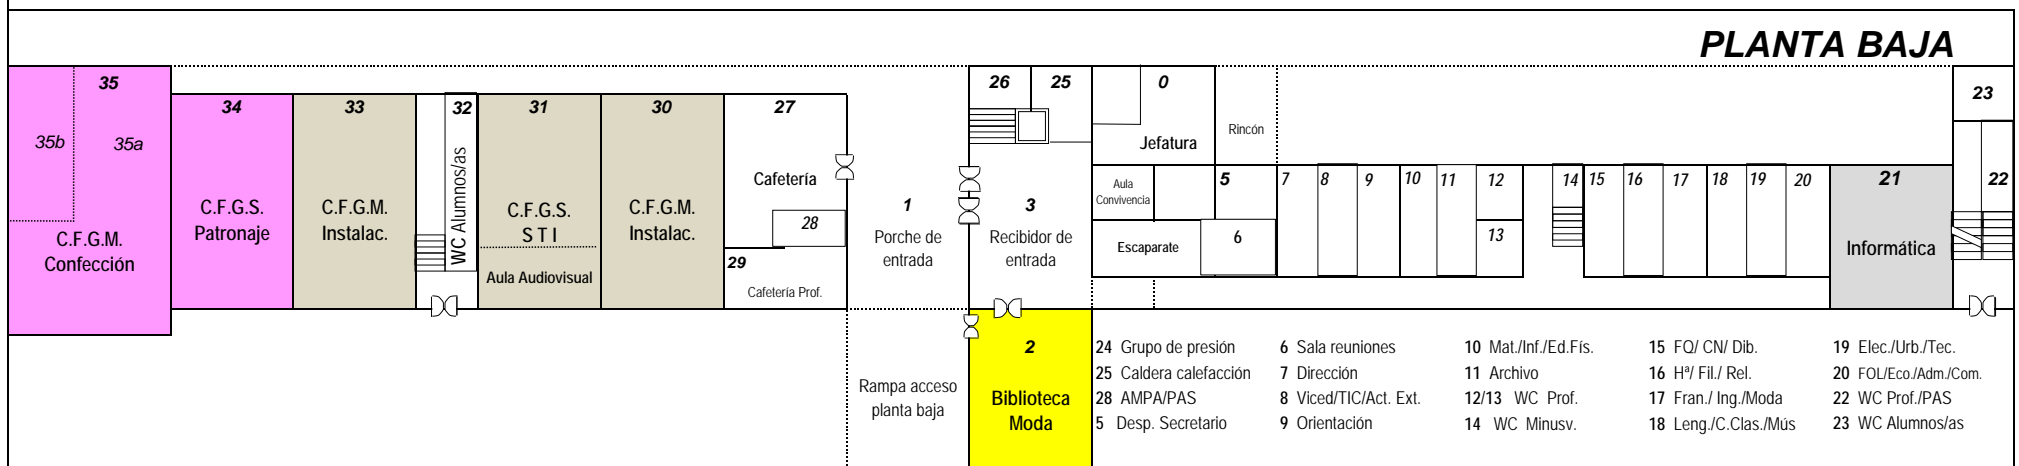 PLANTA BAJA
35
35b
35a
C.F.G.M.
Confección
34
C.F.G.S.
Patronaje
33
C.F.G.M.
Instalac.
32
WC Alumnos/as
31
C.F.G.S.
S T I
Aula Audiovisual
30
C.F.G.M.
Instalac.
27
Cafetería
28
29
Cafetería Prof.
1
Porche de
entrada
Rampa acceso
planta baja
26
25
3
Recibidor de
entrada
2
Biblioteca
Moda
0
Jefatura
Rincón
Aula
Convivencia
Escaparate
5
6
7
8
9
10
11
12
13
14
15
16
17
18
19
20
21
Informática
23
22
24 Grupo de presión
25 Caldera calefacción
28 AMPA/PAS
5 Desp. Secretario
6 Sala reuniones
7 Dirección
8 Viced/TIC/Act. Ext.
9 Orientación
10 Mat./Inf./Ed.Fís.
11 Archivo
12/13 WC Prof.
14 WC Minusv.
15 FQ/ CN/ Dib.
16 Hª/ Fil./ Rel.
17 Fran./ Ing./Moda
18 Leng./C.Clas./Mús
19 Elec./Urb./Tec.
20 FOL/Eco./Adm./Com.
22 WC Prof./PAS
23 WC Alumnos/as